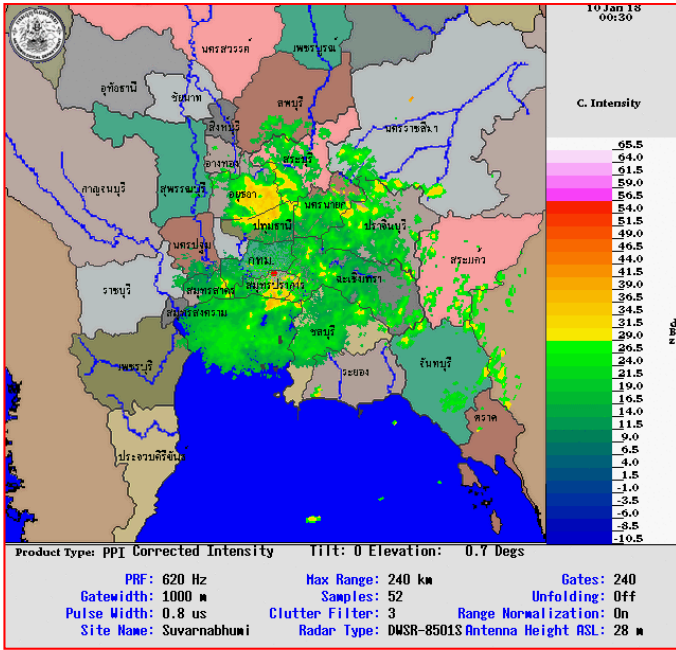 10 Jan 18
00:30
C. Intensity
65.5
64.0
61.5
59.0
56.5
54.0
51.5
49.0
46.5
44.0
41.5
39.0
36.5
34.0
31.5
29.0
26.5
24.0
21.5
19.0
16.5
14.0
11.5
9.0
6.5
4.0
1.5
-1.0
-3.5
-6.0
-8.5
-10.5
นครสวรรค์
เพชรบูรณ์
อุทัยธานี
ชัยนาท
ลพบุรี
สิงหบุรี
นครราชสีมา
อ่างทอง
สระบุรี
กาญจนบุรี
สุพรรณบุรี
อยุธยา
นครนายก
ปทุมธานี
ปราจีนบุรี
นครปฐม
กทม.
สระแก้ว
ราชบุรี
สมุทรสาคร
สมุทรปราการ
ฉะเชิงเทรา
สมุทรสงคราม
ชลบุรี
เพชรบุรี
ระยอง
จันทบุรี
ตราด
ประจวบคีรีขันธ์
Product Type: PPI Corrected Intensity Tilt: 0 Elevation: 0.7 Degs
PRF: 620 Hz Max Range: 240 km Gates: 240
Gatewidth: 1000 m Samples: 52 Unfolding: Off
Pulse Width: 0.8 us Clutter Filter: 3 Range Normalization: On
Site Name: Suvarnabhumi Radar Type: DWSR-8501S Antenna Height ASL: 28 m